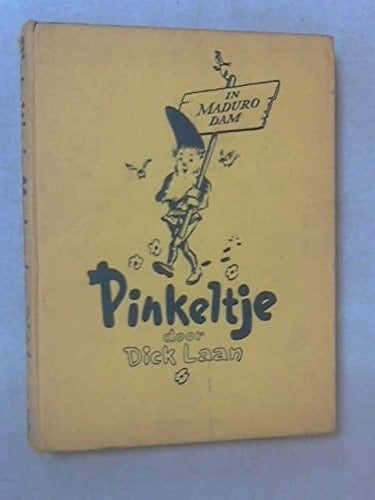 IN
MADURO
DAM
Pinkeltje
door
Dick Laan